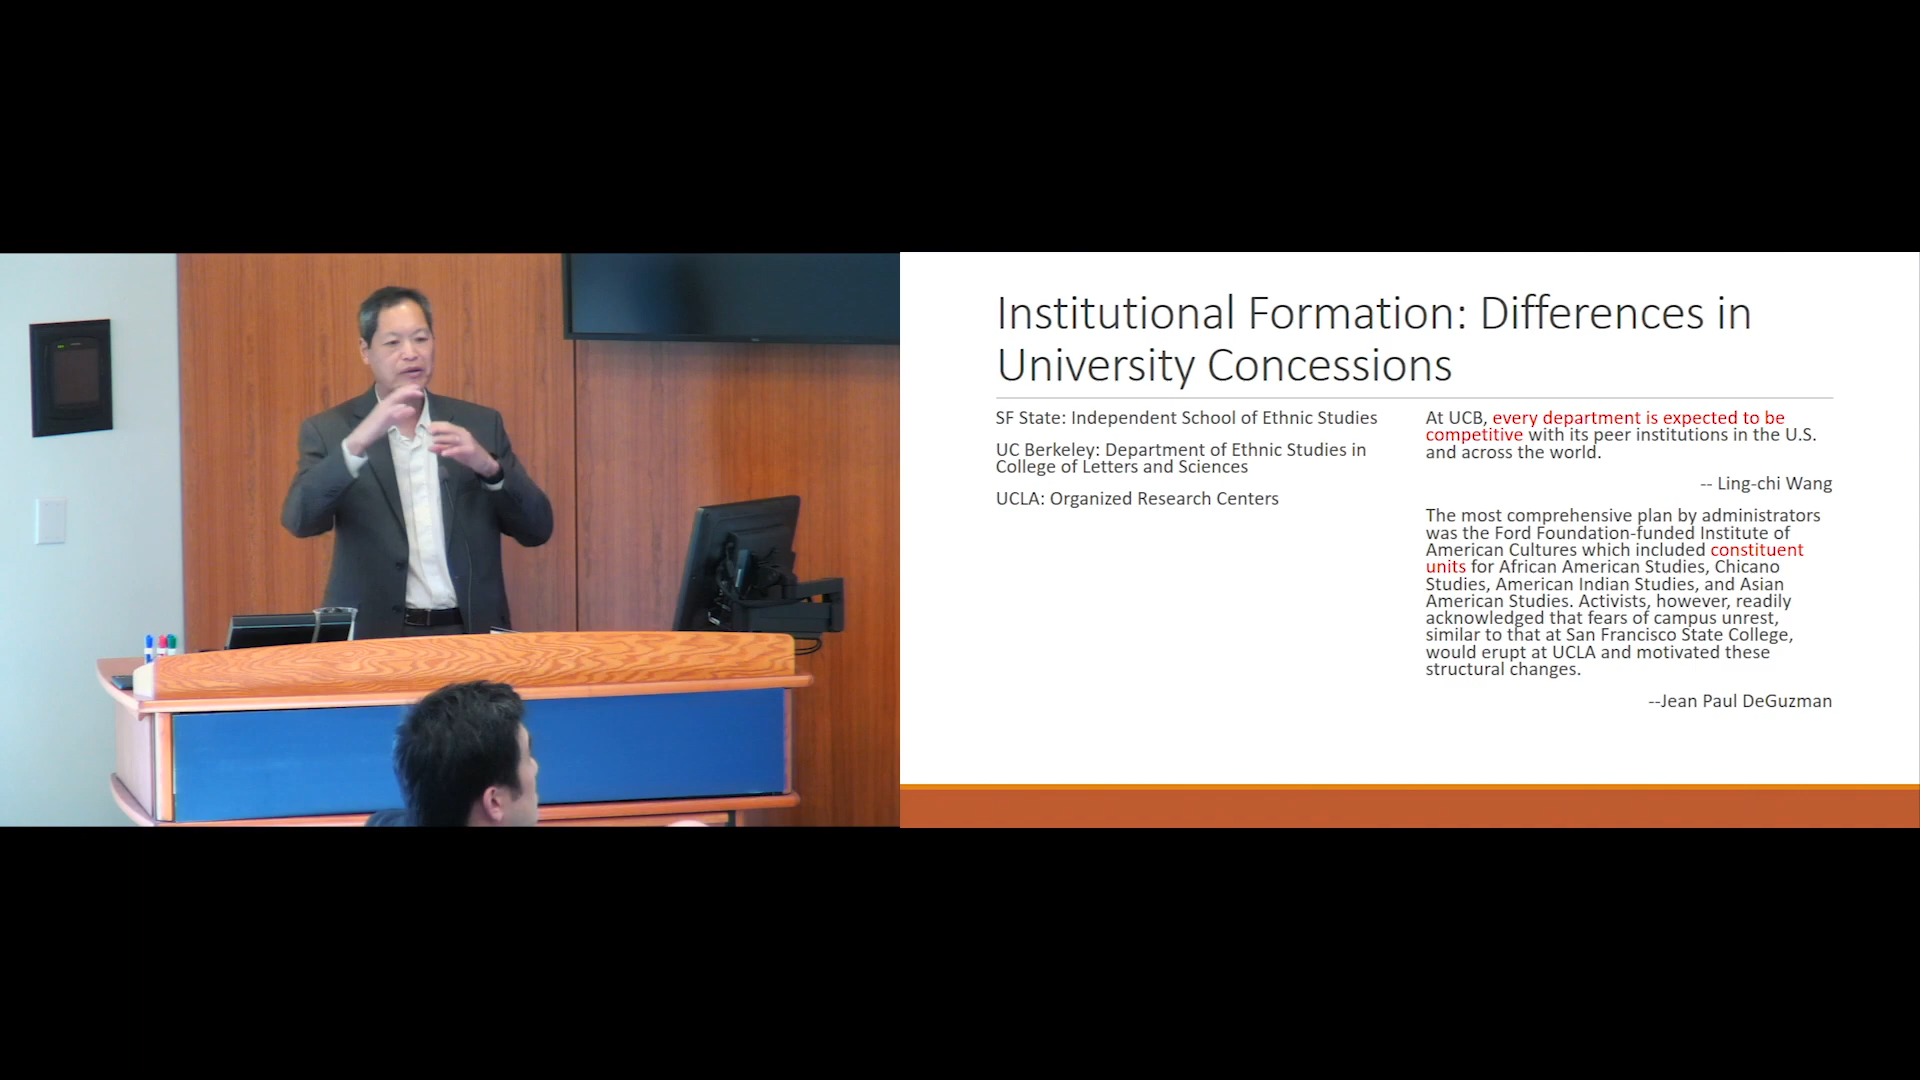 Institutional Formation: Differences in
University Concessions
SF State: Independent School of Ethnic Studies
UC Berkeley: Department of Ethnic Studies in
College of Letters and Sciences
UCLA: Organized Research Centers
At UCB, every department is expected to be
competitive with its peer institutions in the U.S.
and across the world.
-- Ling-chi Wang
The most comprehensive plan by administrators
was the Ford Foundation-funded Institute of
American Cultures which included constituent
units for African American Studies, Chicano
Studies, American Indian Studies, and Asian
American Studies. Activists, however, readily
acknowledged that fears of campus unrest,
similar to that at San Francisco State College,
would erupt at UCLA and motivated these
structural changes.
--Jean Paul DeGuzman